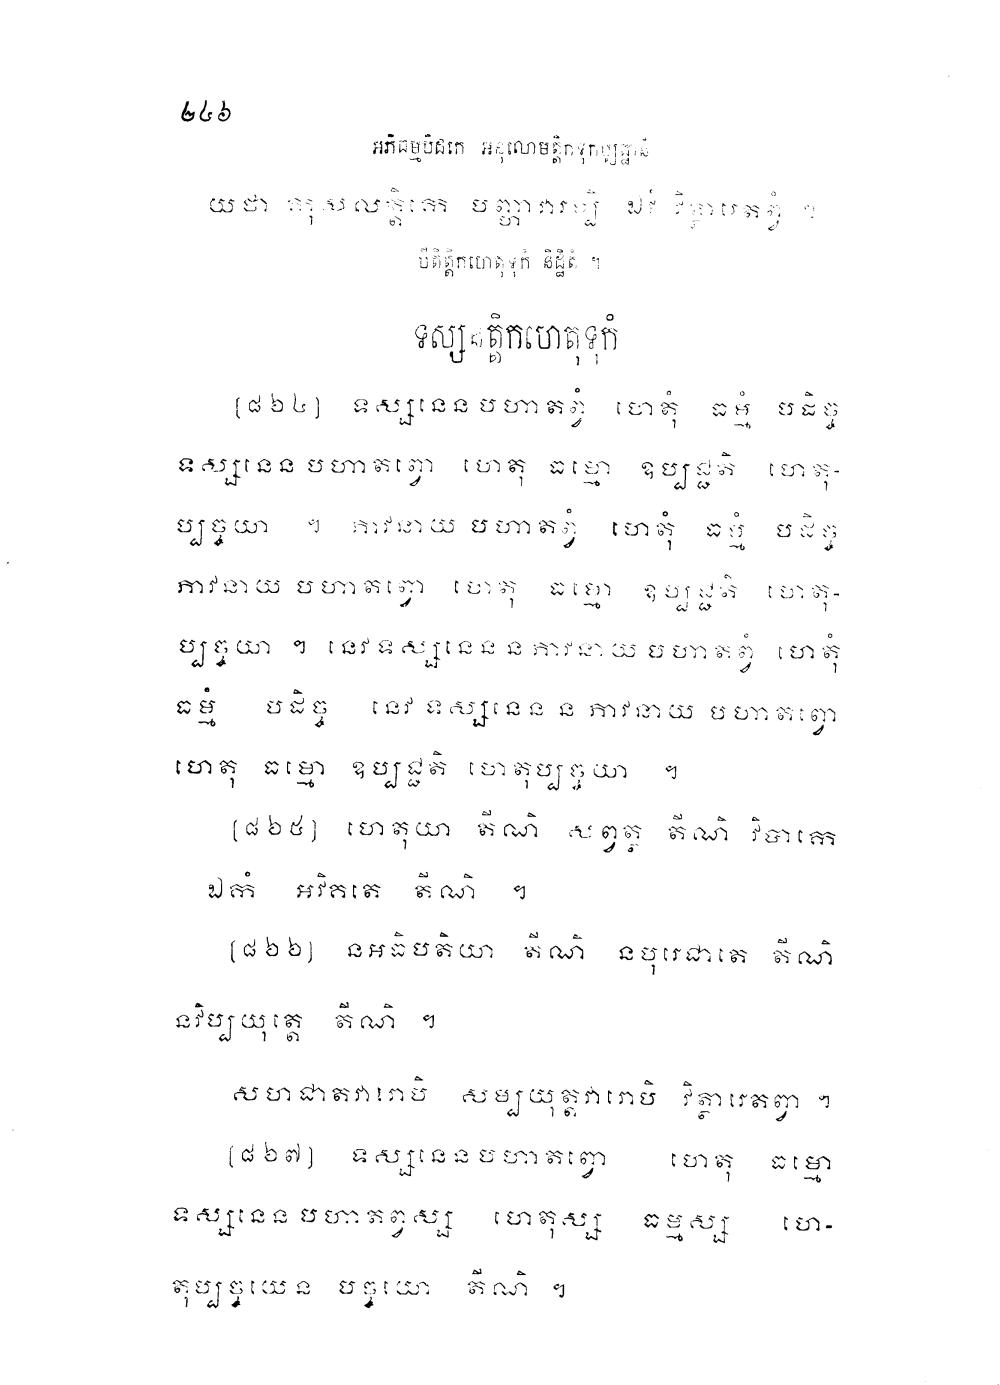 ២៤៦
អភិធម្មបិដកេ អនុលោមត្តិកទុកប្បដ្ឋានំ
យថា កុសលត្តិកេ បញ្ហាវារម្បិ ឯវំ វិត្ថារេតព្វំ ។
បីតិត្តិកហេតុទុកំ និដ្ឋិតំ ។
ទស្សនត្តិកហេតុទុកំ
[៨៦៤] ទស្សនេនបហាតព្វំ ហេតុំ ធម្មំ បដិច្ច
ទស្សនេនបហាតព្វោ ហេតុ ធម្មោ ឧប្បជ្ជតិ ហេតុ-
ប្បច្ចយា ។ ភាវនាយបហាតព្វំ ហេតុំ ធម្មំ បដិច្ច
ភាវនាយបហាតព្វោ ហេតុ ធម្មោ ឧប្បជ្ជតិ ហេតុ-
ប្បច្ចយា ។ នេវទស្សនេននភាវនាយបហាតព្វំ ហេតុំ
ធម្មំ បដិច្ច នេវទស្សនេននភាវនាយបហាតព្វោ
ហេតុ ធម្មោ ឧប្បជ្ជតិ ហេតុប្បច្ចយា ។
[៨៦៥] ហេតុយា តីណិ សព្វត្ថ តីណិ វិបាកេ
ឯកំ អវិគតេ តីណិ ។
[៨៦៦] នអធិបតិយា តីណិ នបុរេជាតេ តីណិ
នវិប្បយុត្តេ តីណិ ។
សហជាតវារោបិ សម្បយុត្តវារោបិ វិត្ថារេតព្វា ។
[៨៦៧] ទស្សនេនបហាតព្វោ ហេតុ ធម្មោ
ទស្សនេនបហាតព្វស្ស ហេតុស្ស ធម្មស្ស ហេ-
តុប្បច្ចយេន បច្ចយោ តីណិ ។